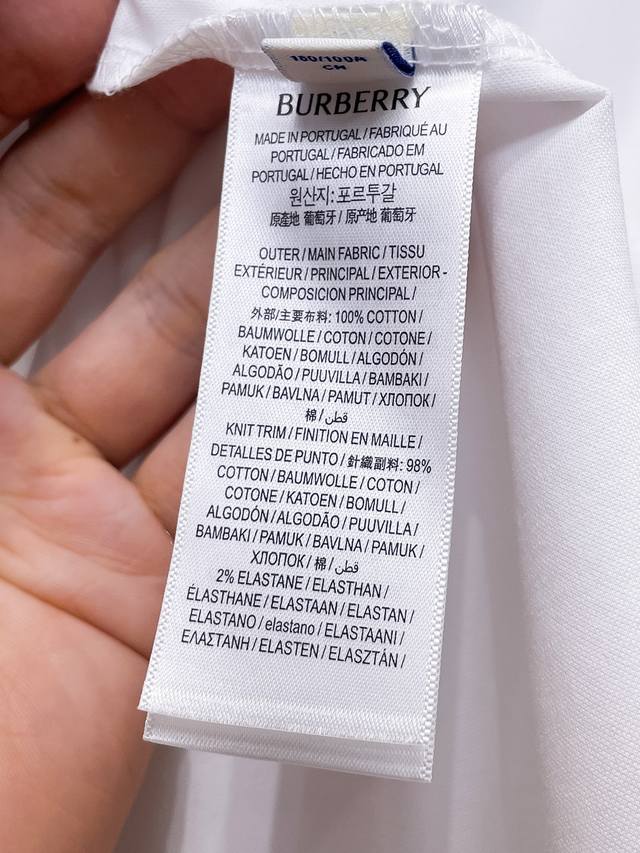 CM
BURBERRY
MADE IN PORTUGAL / FABRIQUÉ AU
PORTUGAL / FABRICADO EM
PORTUGAL / HECHO EN PORTUGAL
원산지: 포르투갈
原產地 葡萄牙 / 原产地 葡萄牙
OUTER / MAIN FABRIC / TISSU
EXTÉRIEUR / PRINCIPAL / EXTERIOR -
COMPOSICION PRINCIPAL /
外部/主要布料: 100% COTTON /
BAUMWOLLE / COTON / COTONE /
KATOEN / BOMULL / ALGODÓN /
ALGODÃO / PUUVILLA / BAMBAKI /
PAMUK / BAVLNA / PAMUT / ХЛОПОК /
棉 / قطن /
KNIT TRIM / FINITION EN MAILLE /
DETALLES DE PUNTO / 針織副料: 98%
COTTON / BAUMWOLLE / COTON /
COTONE / KATOEN / BOMULL /
ALGODÓN / ALGODÃO / PUUVILLA /
BAMBAKI / PAMUK / BAVLNA / PAMUK /
ХЛОПОК / 棉 / قطن /
2% ELASTANE / ELASTHAN /
ÉLASTHANE / ELASTAAN / ELASTAN /
ELASTANO / elastano / ELASTAANI /
ΕΛΑΣΤΑΝΗ / ELASTEN / ELASZTÁN /